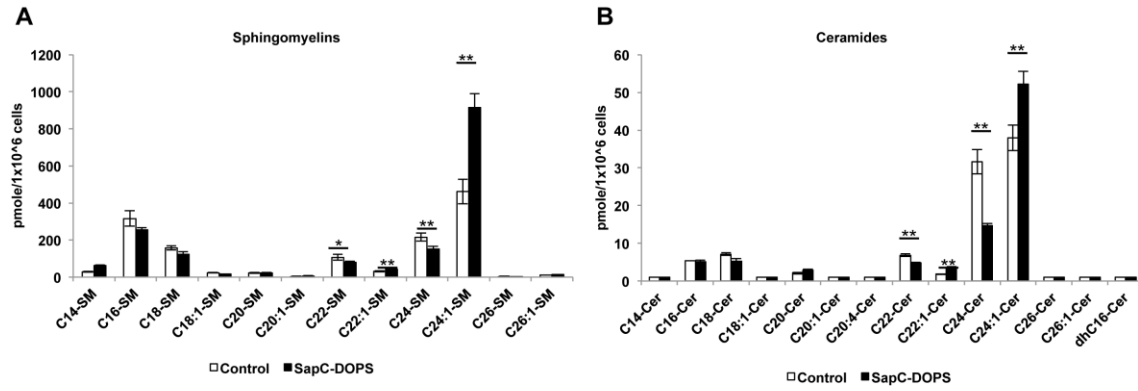 A
Sphingomyelins
pmole/1x10^6 cells
1200
1000
800
600
400
200
0
**
*
**
**
C14-SM
C16-SM
C18-SM
C18:1-SM
C20-SM
C20:1-SM
C22-SM
C22:1-SM
C24-SM
C24:1-SM
C26-SM
C26:1-SM
Control SapC-DOPS
B
Ceramides
pmole/1x10^6 cells
60
50
40
30
20
10
0
**
**
**
**
C14-Cer
C16-Cer
C18-Cer
C18:1-Cer
C20-Cer
C20:1-Cer
C20:4-Cer
C22-Cer
C22:1-Cer
C24-Cer
C24:1-Cer
C26-Cer
C26:1-Cer
dhC16-Cer
Control SapC-DOPS